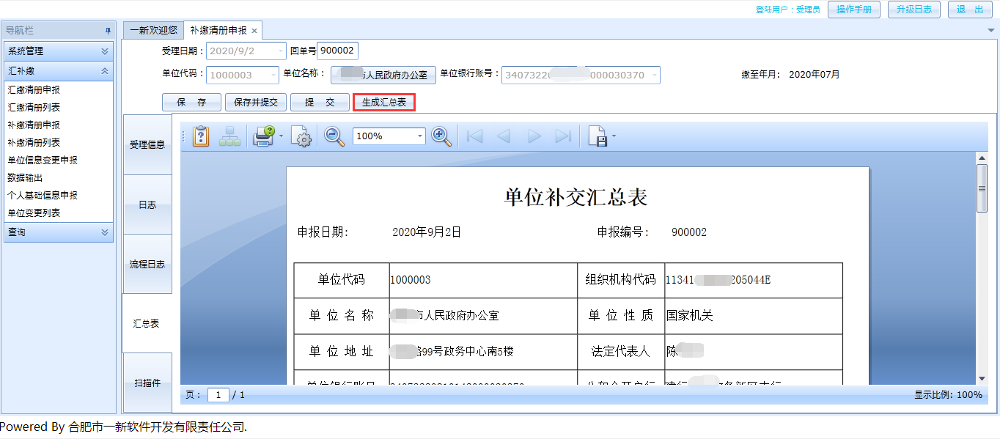 登陆用户：受理员 操作手册 升级日志 退 出
导航栏 一新欢迎您 补缴清册申报
系统管理
汇补缴
汇缴清册申报
汇缴清册列表
补缴清册申报
补缴清册列表
单位信息变更申报
数据输出
个人基础信息申报
单位变更列表
查询
受理日期： 2020/9/2 回单号 900002
单位代码： 1000003 单位名称： 市人民政府办公室 单位银行账号： 3407322 000030370 缴至年月： 2020年07月
保 存 保存并提交 提 交 生成汇总表
受理信息
日志
流程日志
汇总表
扫描件
100%
单位补交汇总表
申报日期： 2020年9月2日 申报编号： 900002
单位代码 1000003 组织机构代码 11341 205044E
单 位 名 称 市人民政府办公室 单 位 性 质 国家机关
单 位 地 址 路99号政务中心南5楼 法定代表人 陈
单位银行账号
页： 1 / 1 显示比例: 100%
Powered By 合肥市一新软件开发有限责任公司.